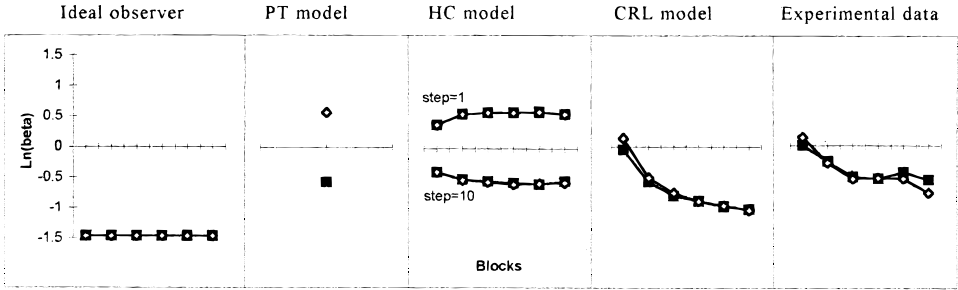 Ideal observer PT model HC model CRL model Experimental data
Ln(beta)
1.5
1
0.5
0
-0.5
-1
-1.5
step=1
step=10
Blocks